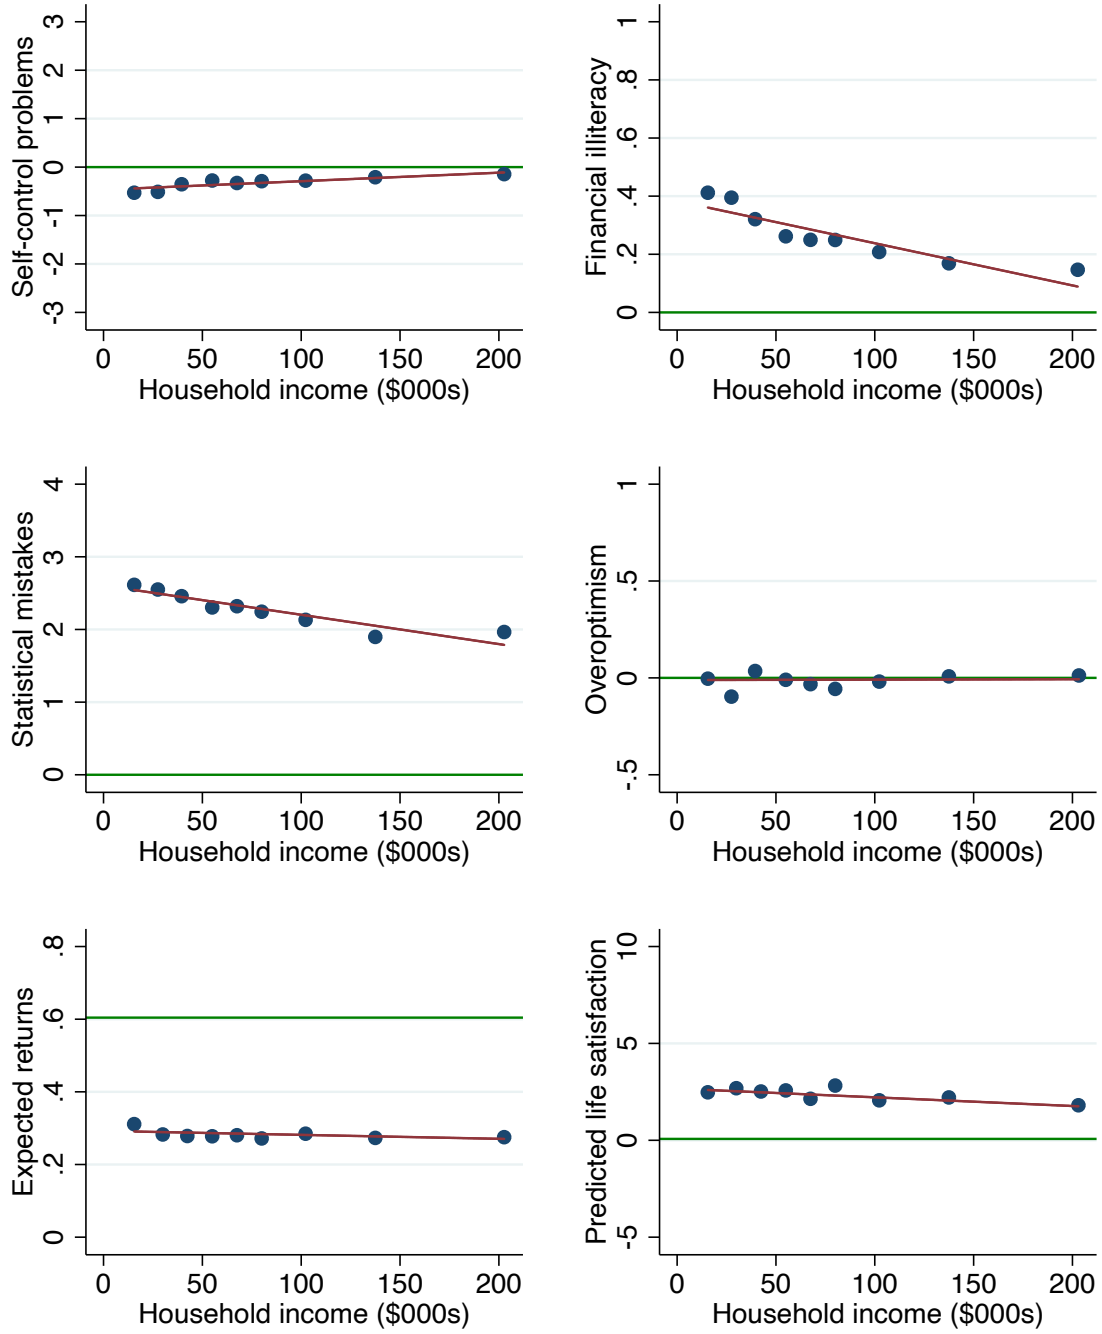 Self-control problems
3
2
1
0
-1
-2
-3
0 50 100 150 200
Household income ($000s)
Financial illiteracy
1
.8
.6
.4
.2
0
0 50 100 150 200
Household income ($000s)
Statistical mistakes
4
3
2
1
0
0 50 100 150 200
Household income ($000s)
Overoptimism
1
.5
0
-.5
0 50 100 150 200
Household income ($000s)
Expected returns
.8
.6
.4
.2
0
0 50 100 150 200
Household income ($000s)
Predicted life satisfaction
10
5
0
-5
0 50 100 150 200
Household income ($000s)